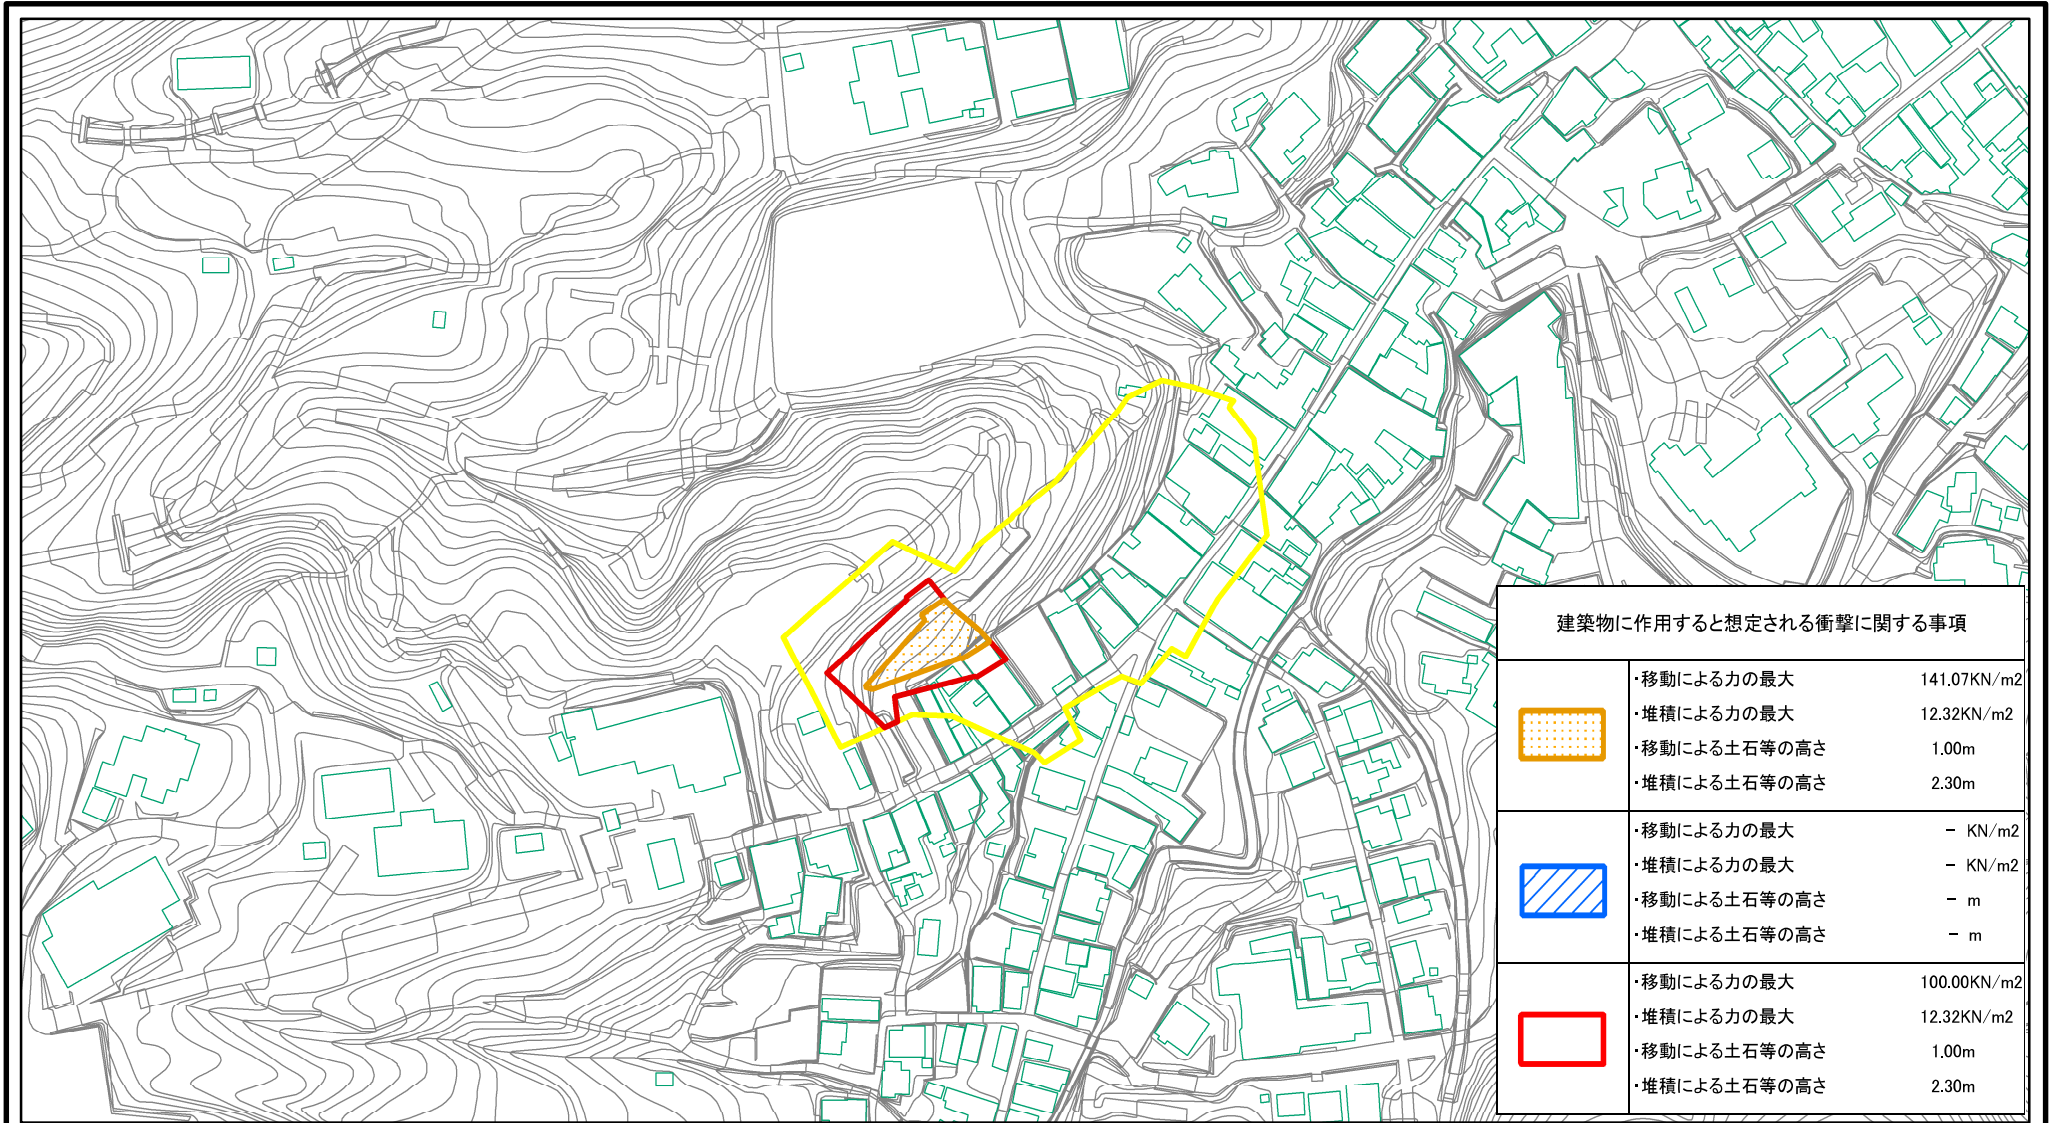 建築物に作用すると想定される衝撃に関する事項
・移動による力の最大 141.07KN/m2
・堆積による力の最大 12.32KN/m2
・移動による土石等の高さ 1.00m
・堆積による土石等の高さ 2.30m
・移動による力の最大 － KN/m2
・堆積による力の最大 － KN/m2
・移動による土石等の高さ － m
・堆積による土石等の高さ － m
・移動による力の最大 100.00KN/m2
・堆積による力の最大 12.32KN/m2
・移動による土石等の高さ 1.00m
・堆積による土石等の高さ 2.30m